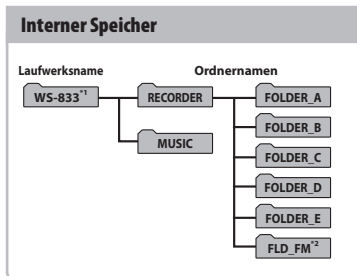 Interner Speicher
Laufwerksname Ordnernamen
WS-833*1 RECORDER FOLDER_A
FOLDER_B
MUSIC
FOLDER_C
FOLDER_D
FOLDER_E
FLD_FM*2